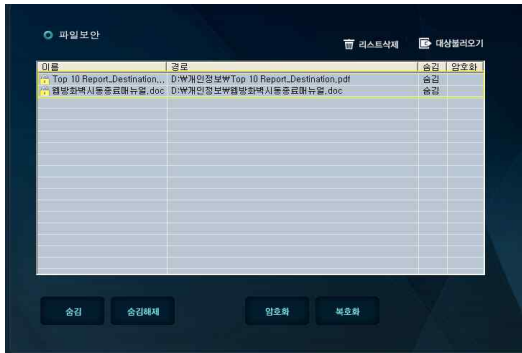 파일보안
리스트삭제 대상불러오기
이름 경로 숨김 암호화
Top 10 Report_Destination,,, D:₩개인정보₩Top 10 Report_Destination,pdf 숨김
웹방화벽시동종료매뉴얼,doc D:₩개인정보₩웹방화벽시동종료매뉴얼,doc 숨김
숨김 숨김해제 암호화 복호화